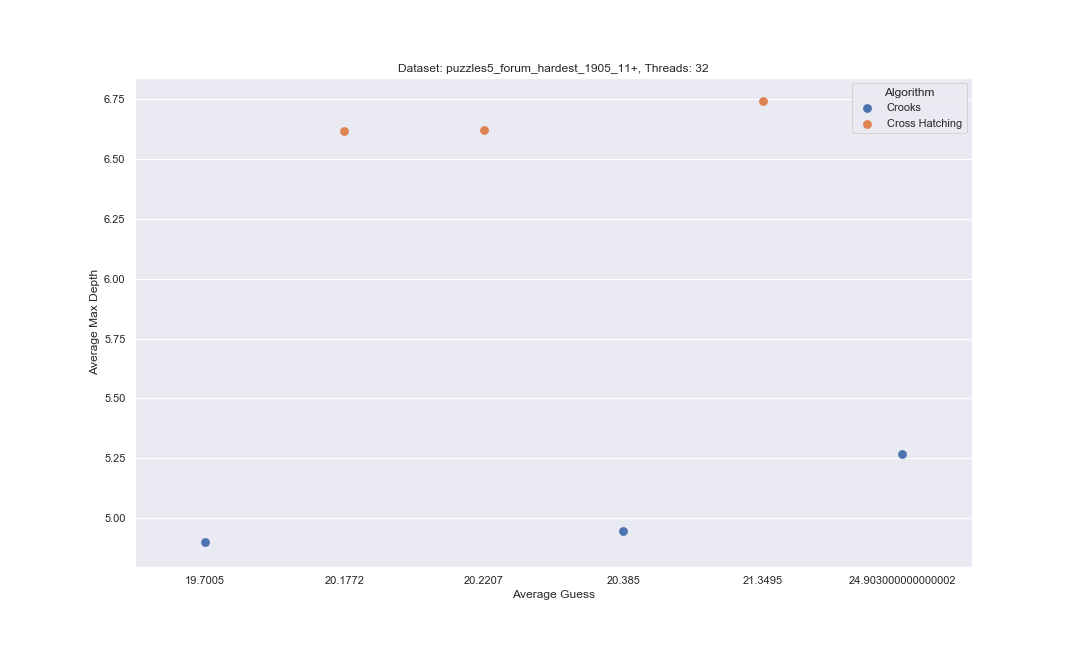 Dataset: puzzles5_forum_hardest_1905_11+, Threads: 32
Algorithm
Crooks
Cross Hatching
Average Max Depth
6.75
6.50
6.25
6.00
5.75
5.50
5.25
5.00
19.7005 20.1772 20.2207 20.385 21.3495 24.903000000000002
Average Guess